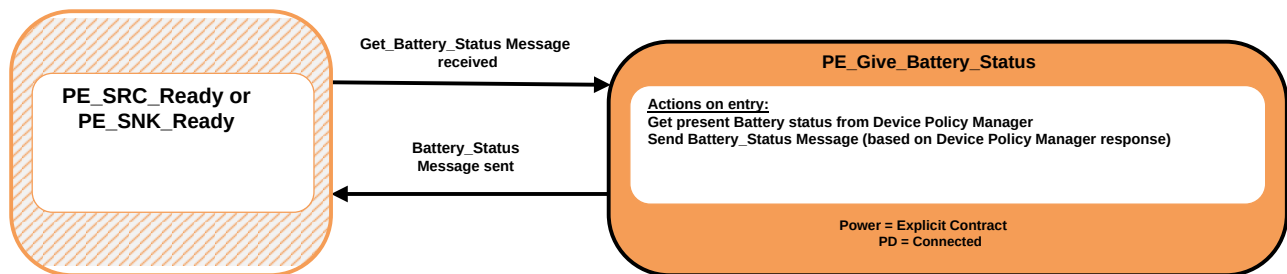 PE_SRC_Ready or
PE_SNK_Ready
Get_Battery_Status Message
received
Battery_Status
Message sent
PE_Give_Battery_Status
Actions on entry:
Get present Battery status from Device Policy Manager
Send Battery_Status Message (based on Device Policy Manager response)
Power = Explicit Contract
PD = Connected